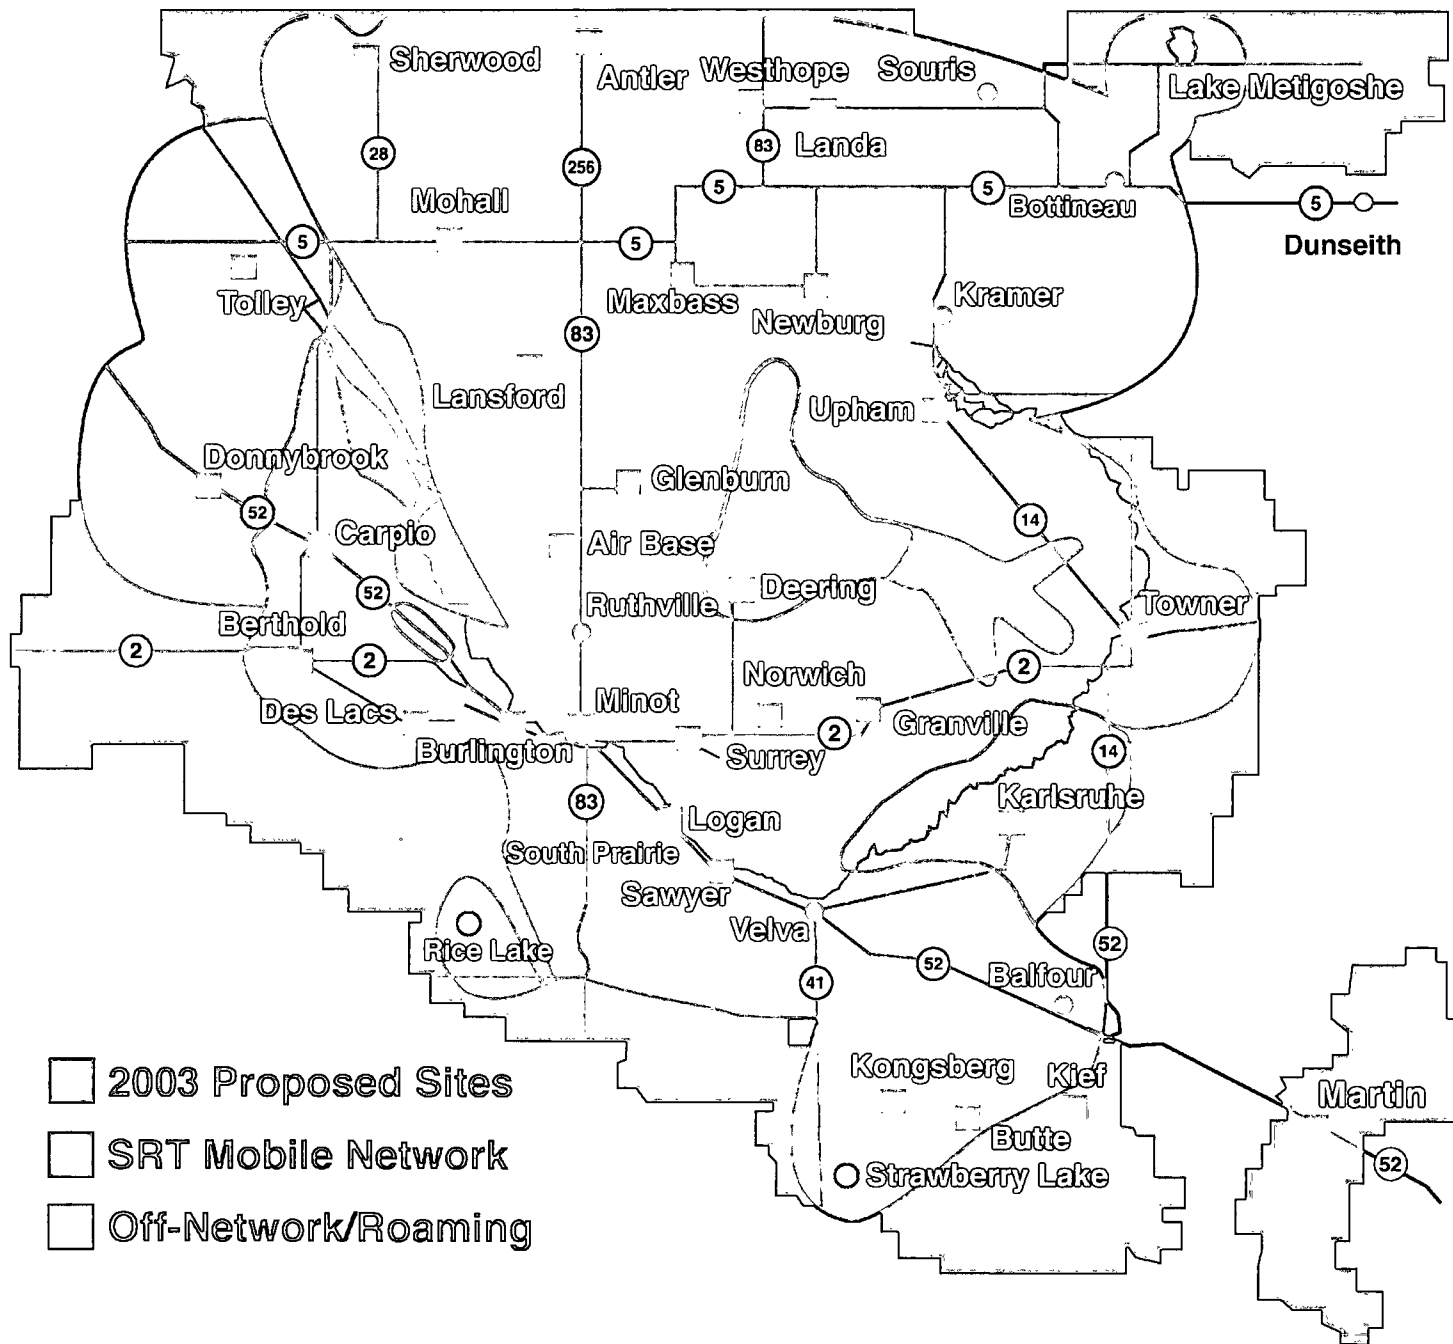 Sherwood
Antler
Westhope
Souris
Lake Metigoshe
28
256
83
Landa
Mohall
5
5
Bottineau
5
Dunseith
5
5
Tolley
Maxbass
Newburg
Kramer
83
Lansford
Upham
Donnybrook
Glenburn
52
Carpio
Air Base
14
52
Ruthville
Deering
Towner
Berthold
2
2
Norwich
2
Des Lacs
Minot
Granville
Burlington
Surrey
2
14
83
Karlsruhe
Logan
South Prairie
Sawyer
Velva
Rice Lake
52
52
Balfour
41
Kongsberg
Kief
Martin
Butte
Strawberry Lake
52
2003 Proposed Sites
SRT Mobile Network
Off-Network/Roaming